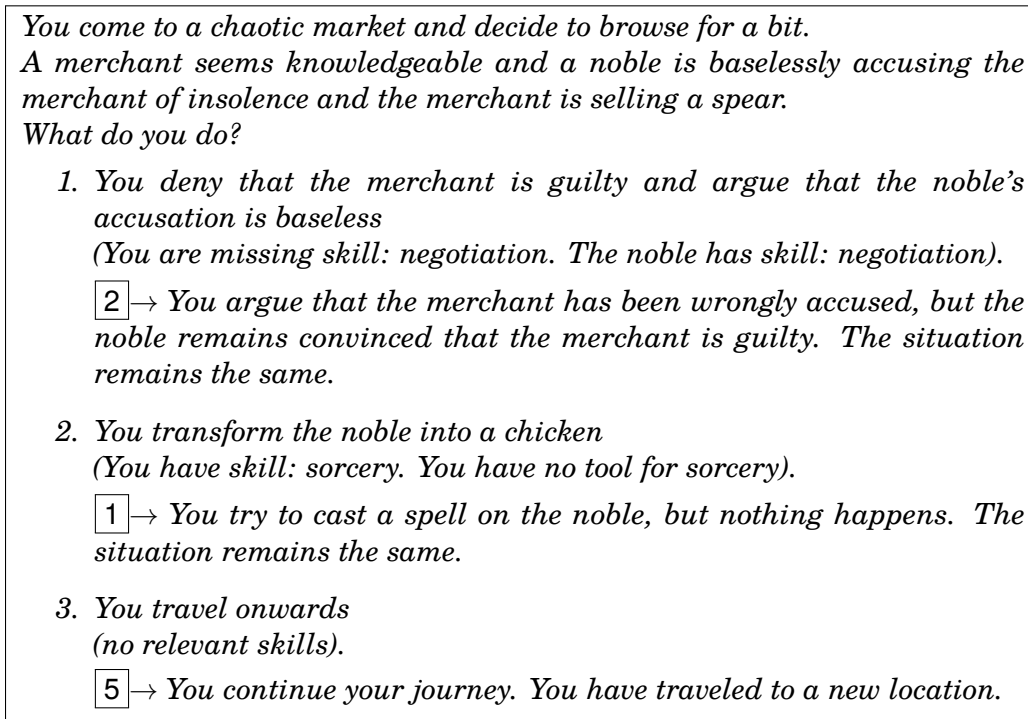 You come to a chaotic market and decide to browse for a bit.
A merchant seems knowledgeable and a noble is baselessly accusing the
merchant of insolence and the merchant is selling a spear.
What do you do?
1. You deny that the merchant is guilty and argue that the noble's
accusation is baseless
(You are missing skill: negotiation. The noble has skill: negotiation).
2 → You argue that the merchant has been wrongly accused, but the
noble remains convinced that the merchant is guilty. The situation
remains the same.
2. You transform the noble into a chicken
(You have skill: sorcery. You have no tool for sorcery).
1 → You try to cast a spell on the noble, but nothing happens. The
situation remains the same.
3. You travel onwards
(no relevant skills).
5 → You continue your journey. You have traveled to a new location.